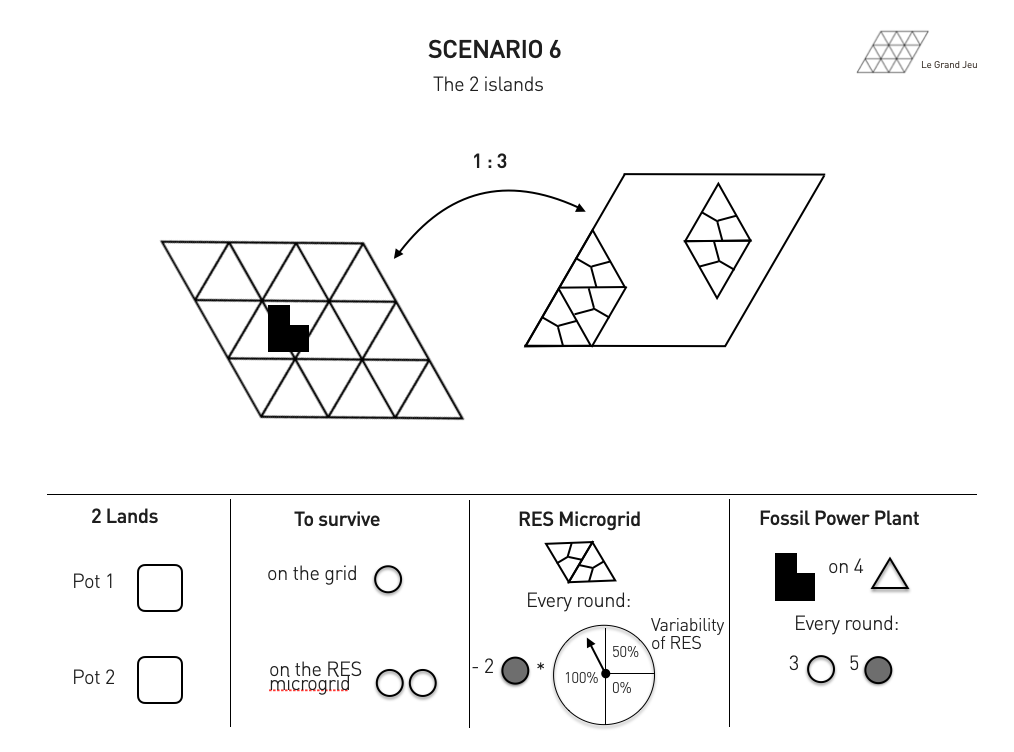 SCENARIO 6
The 2 islands
Le Grand Jeu
1 : 3
2 Lands
Pot 1
Pot 2
To survive
on the grid
on the RES
microgrid
RES Microgrid
Every round:
Variability
of RES
- 2
*
50%
100%
0%
Fossil Power Plant
on 4
Every round:
3
5